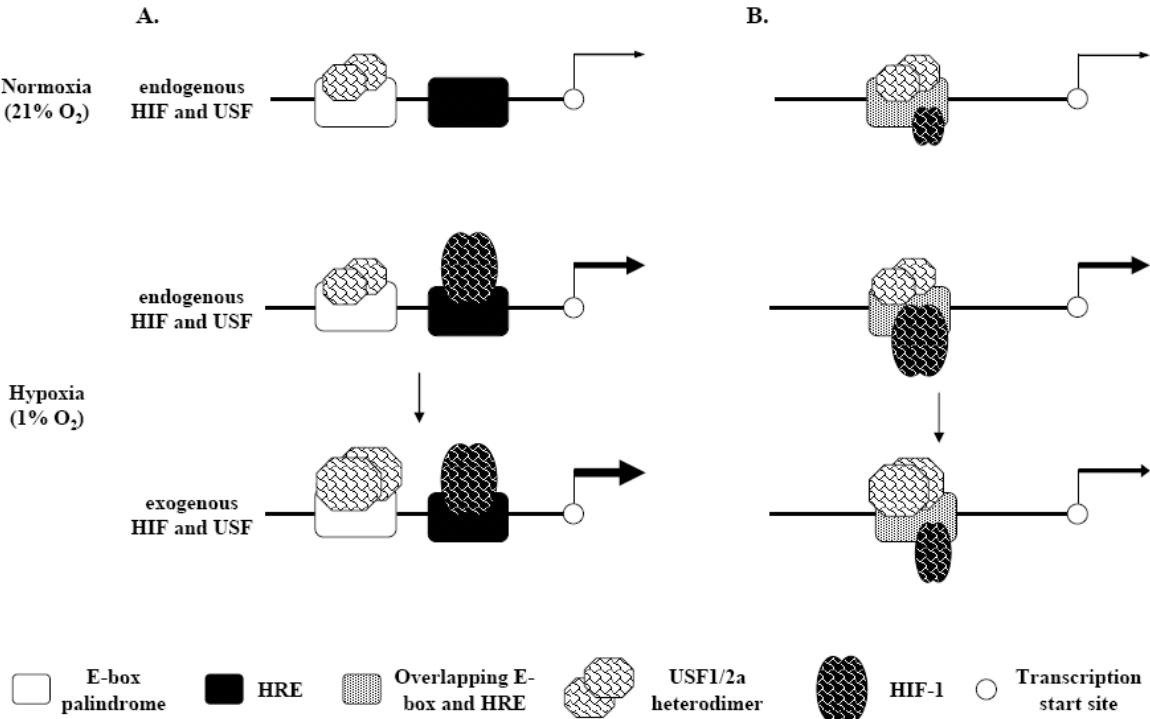 A.
B.
Normoxia
(21% O₂)
endogenous
HIF and USF
endogenous
HIF and USF
Hypoxia
(1% O₂)
exogenous
HIF and USF
E-box
palindrome
HRE
Overlapping E-
box and HRE
USF1/2a
heterodimer
HIF-1
Transcription
start site